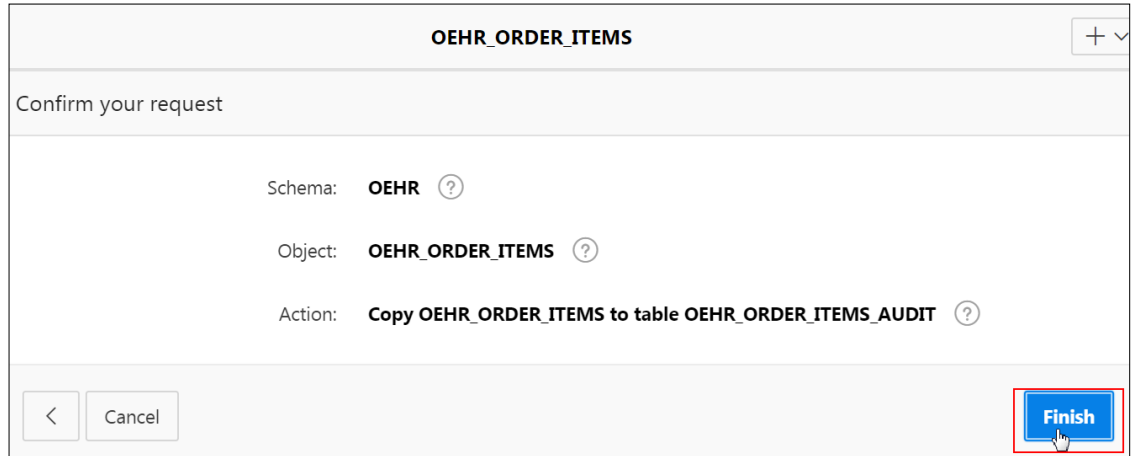 OEHR_ORDER_ITEMS
Confirm your request
Schema: OEHR ?
Object: OEHR_ORDER_ITEMS ?
Action: Copy OEHR_ORDER_ITEMS to table OEHR_ORDER_ITEMS_AUDIT ?
Cancel Finish